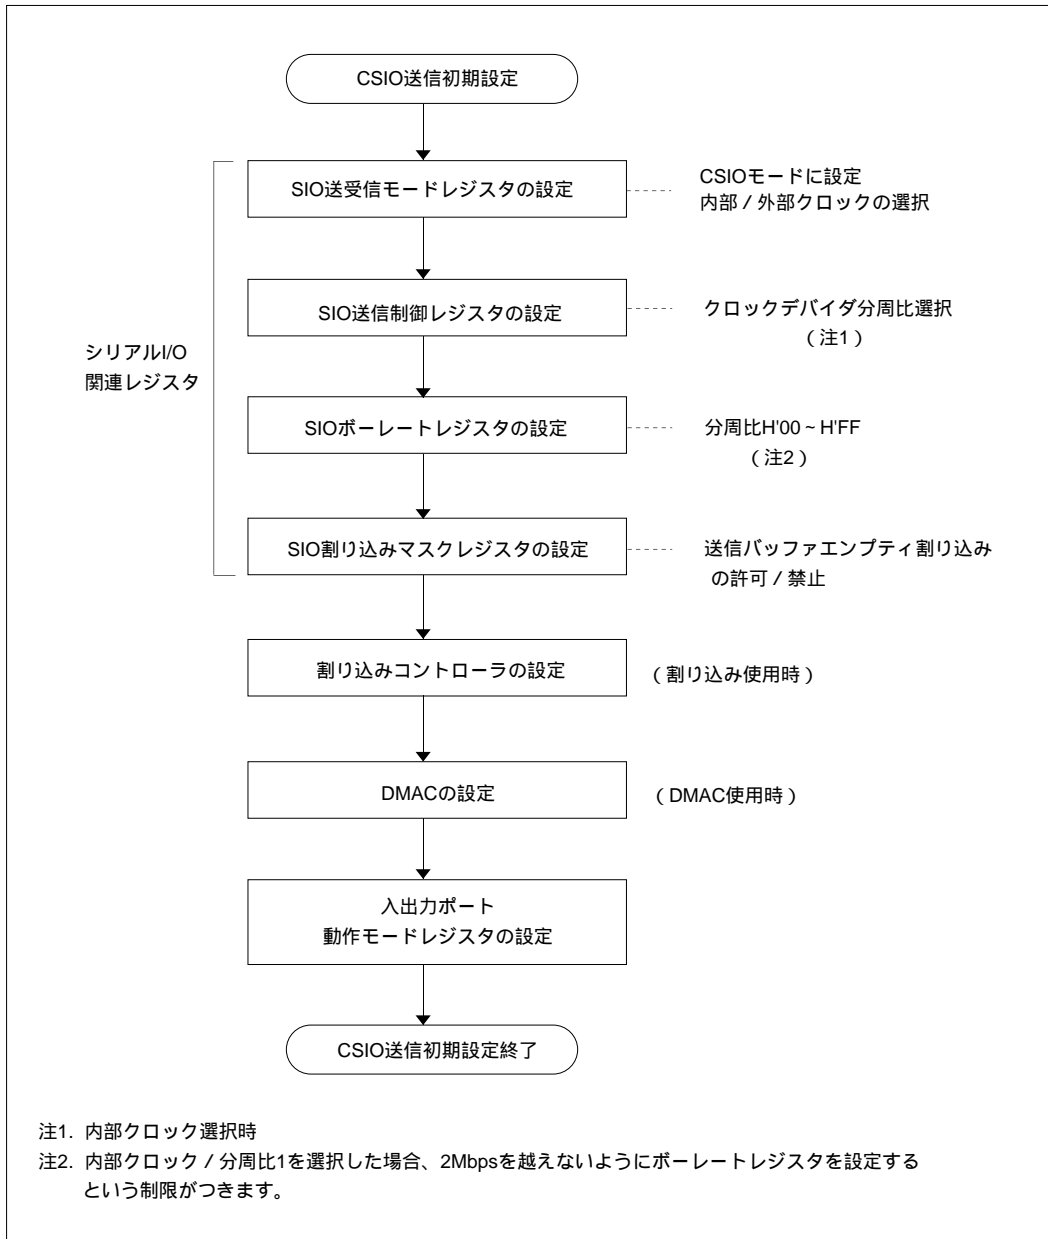 CSIO送信初期設定
SIO送受信モードレジスタの設定
CSIOモードに設定
内部 / 外部クロックの選択
SIO送信制御レジスタの設定
クロックデバイダ分周比選択
( 注1 )
シリアルI/O
関連レジスタ
SIOボーレートレジスタの設定
分周比H'00 ~ H'FF
( 注2 )
SIO割り込みマスクレジスタの設定
送信バッファエンプティ割り込み
の許可 / 禁止
割り込みコントローラの設定
( 割り込み使用時 )
DMACの設定
( DMAC使用時 )
入出力ポート
動作モードレジスタの設定
CSIO送信初期設定終了
注1. 内部クロック選択時
注2. 内部クロック / 分周比1を選択した場合、2Mbpsを越えないようにボーレートレジスタを設定する
という制限がつきます。